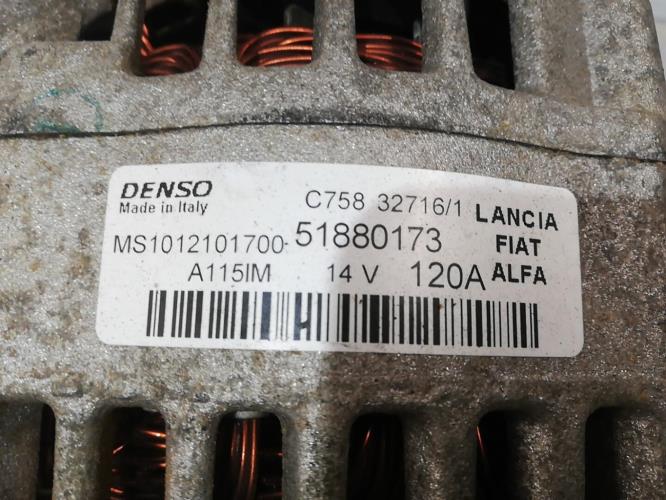 DENSO
Made in Italy
C758 32716/1
LANCIA
FIAT
ALFA
MS1012101700-51880173
A115IM 14 V 120A